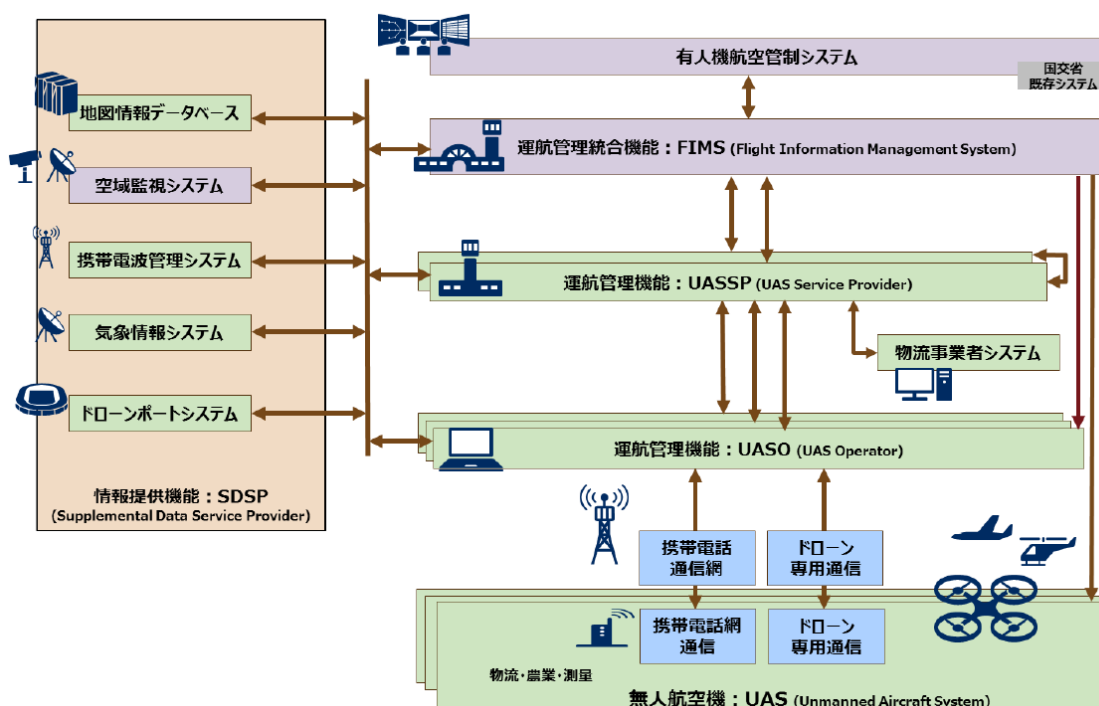 有人機航空管制システム
国交省
既存システム
地図情報データベース
運航管理統合機能：FIMS (Flight Information Management System)
空域監視システム
携帯電波管理システム
運航管理機能：UASSP (UAS Service Provider)
気象情報システム
物流事業者システム
ドローンポートシステム
運航管理機能：UASO (UAS Operator)
情報提供機能：SDSP
(Supplemental Data Service Provider)
携帯電話
通信網
ドローン
専用通信
携帯電話網
通信
ドローン
専用通信
物流・農業・測量
無人航空機：UAS (Unmanned Aircraft System)